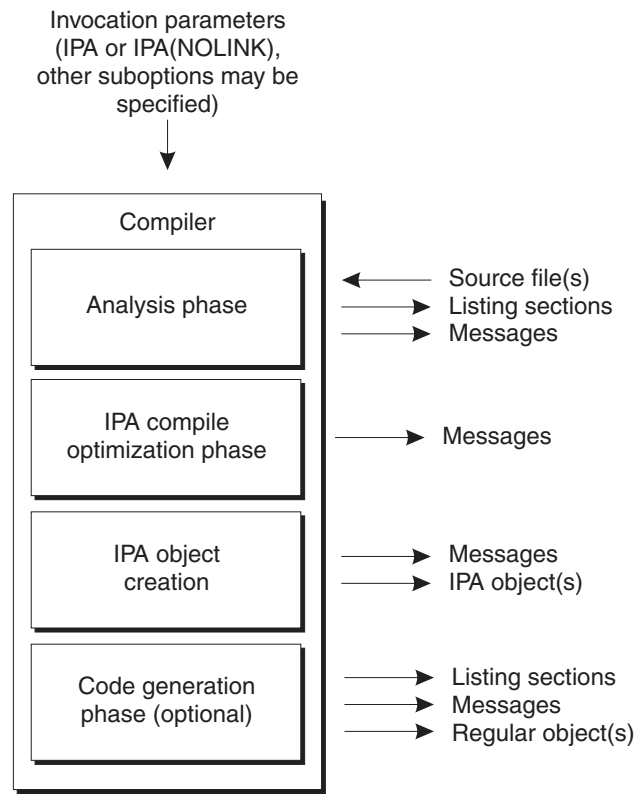 Invocation parameters
(IPA or IPA(NOLINK),
other suboptions may be
specified)
Compiler
Analysis phase
Source file(s)
Listing sections
Messages
IPA compile
optimization phase
Messages
IPA object
creation
Messages
IPA object(s)
Code generation
phase (optional)
Listing sections
Messages
Regular object(s)